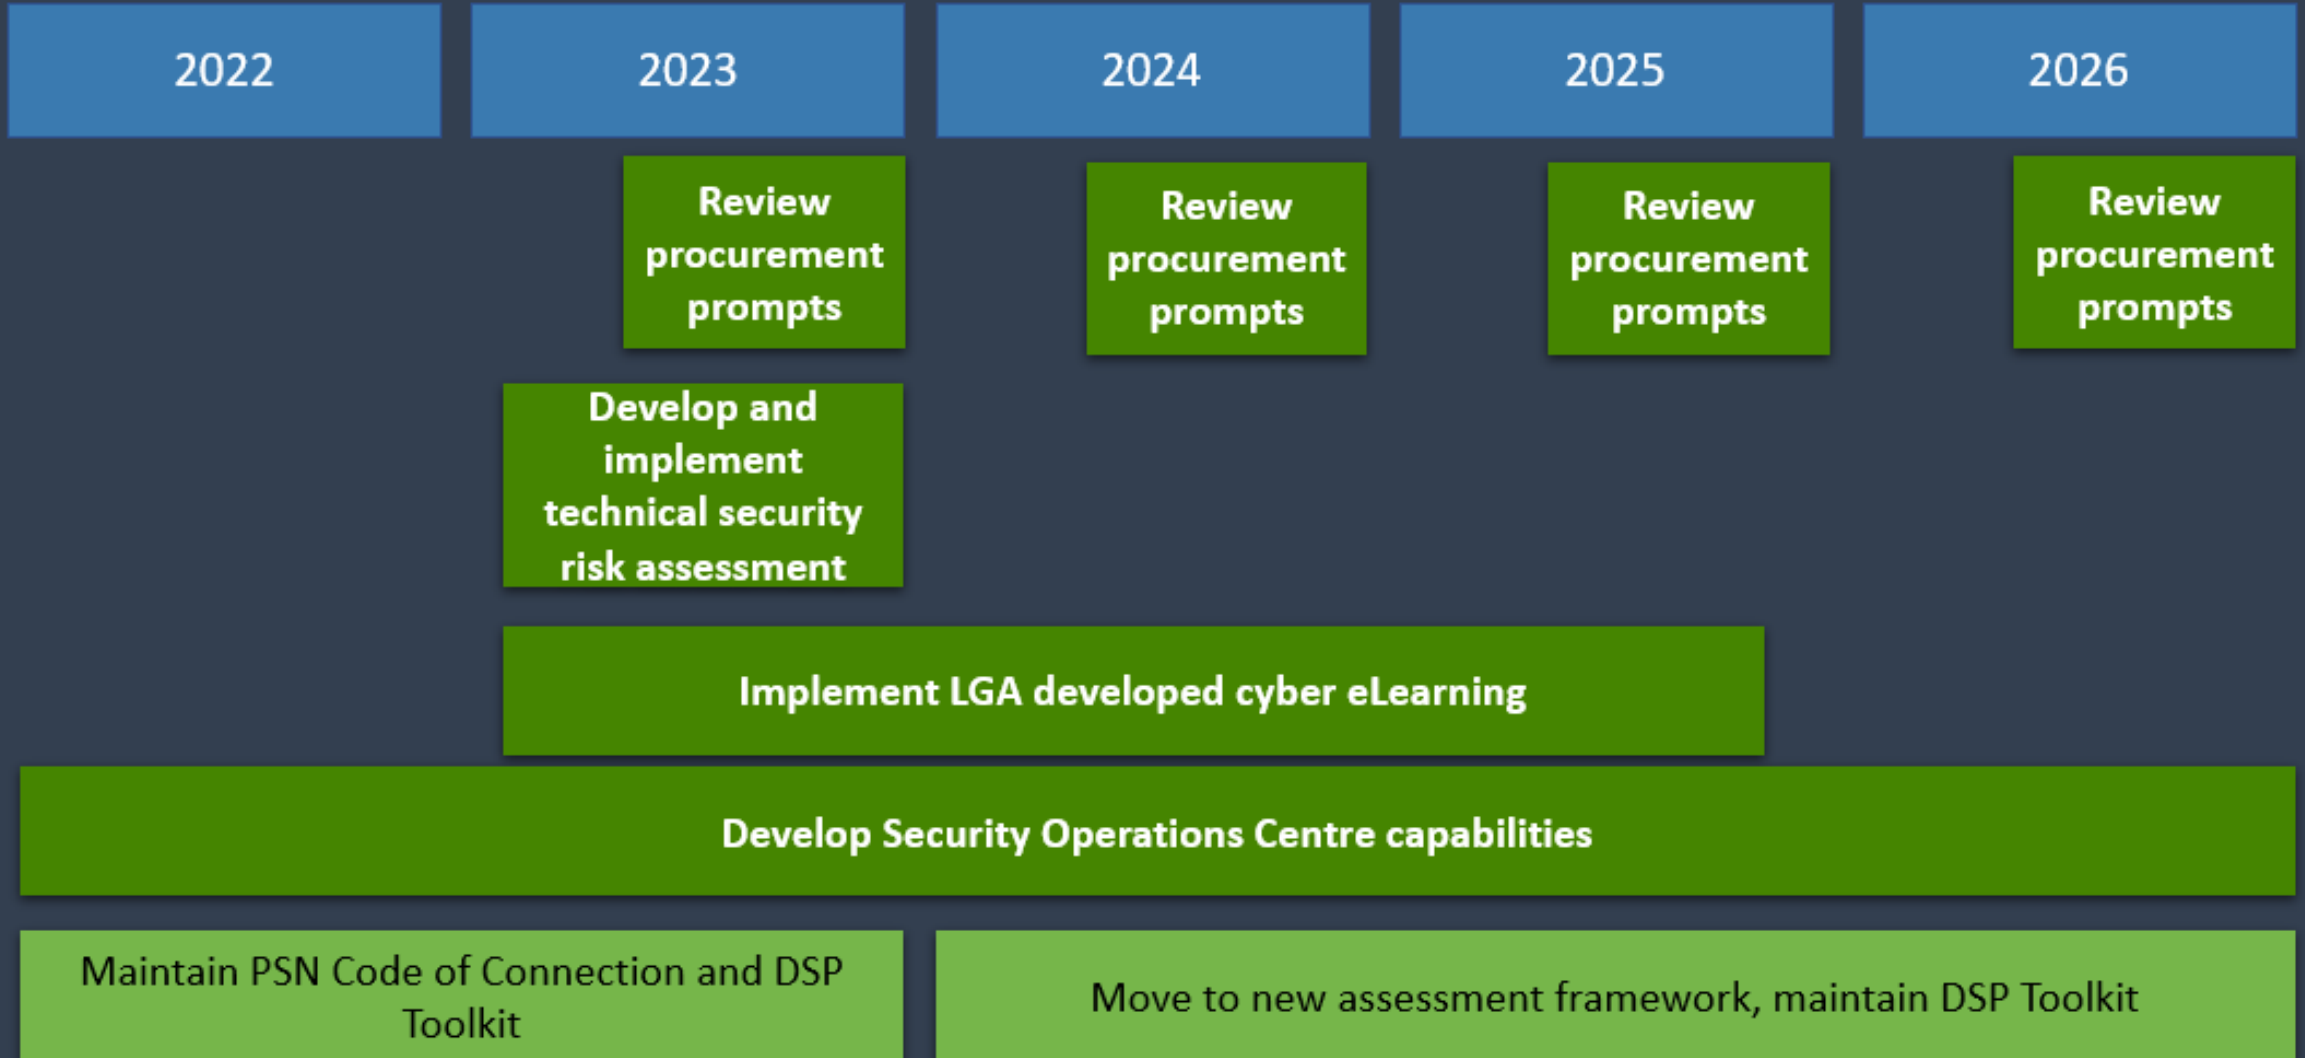 2022
2023
2024
2025
2026
Review
procurement
prompts
Review
procurement
prompts
Review
procurement
prompts
Review
procurement
prompts
Develop and
implement
technical security
risk assessment
Implement LGA developed cyber eLearning
Develop Security Operations Centre capabilities
Maintain PSN Code of Connection and DSP
Toolkit
Move to new assessment framework, maintain DSP Toolkit